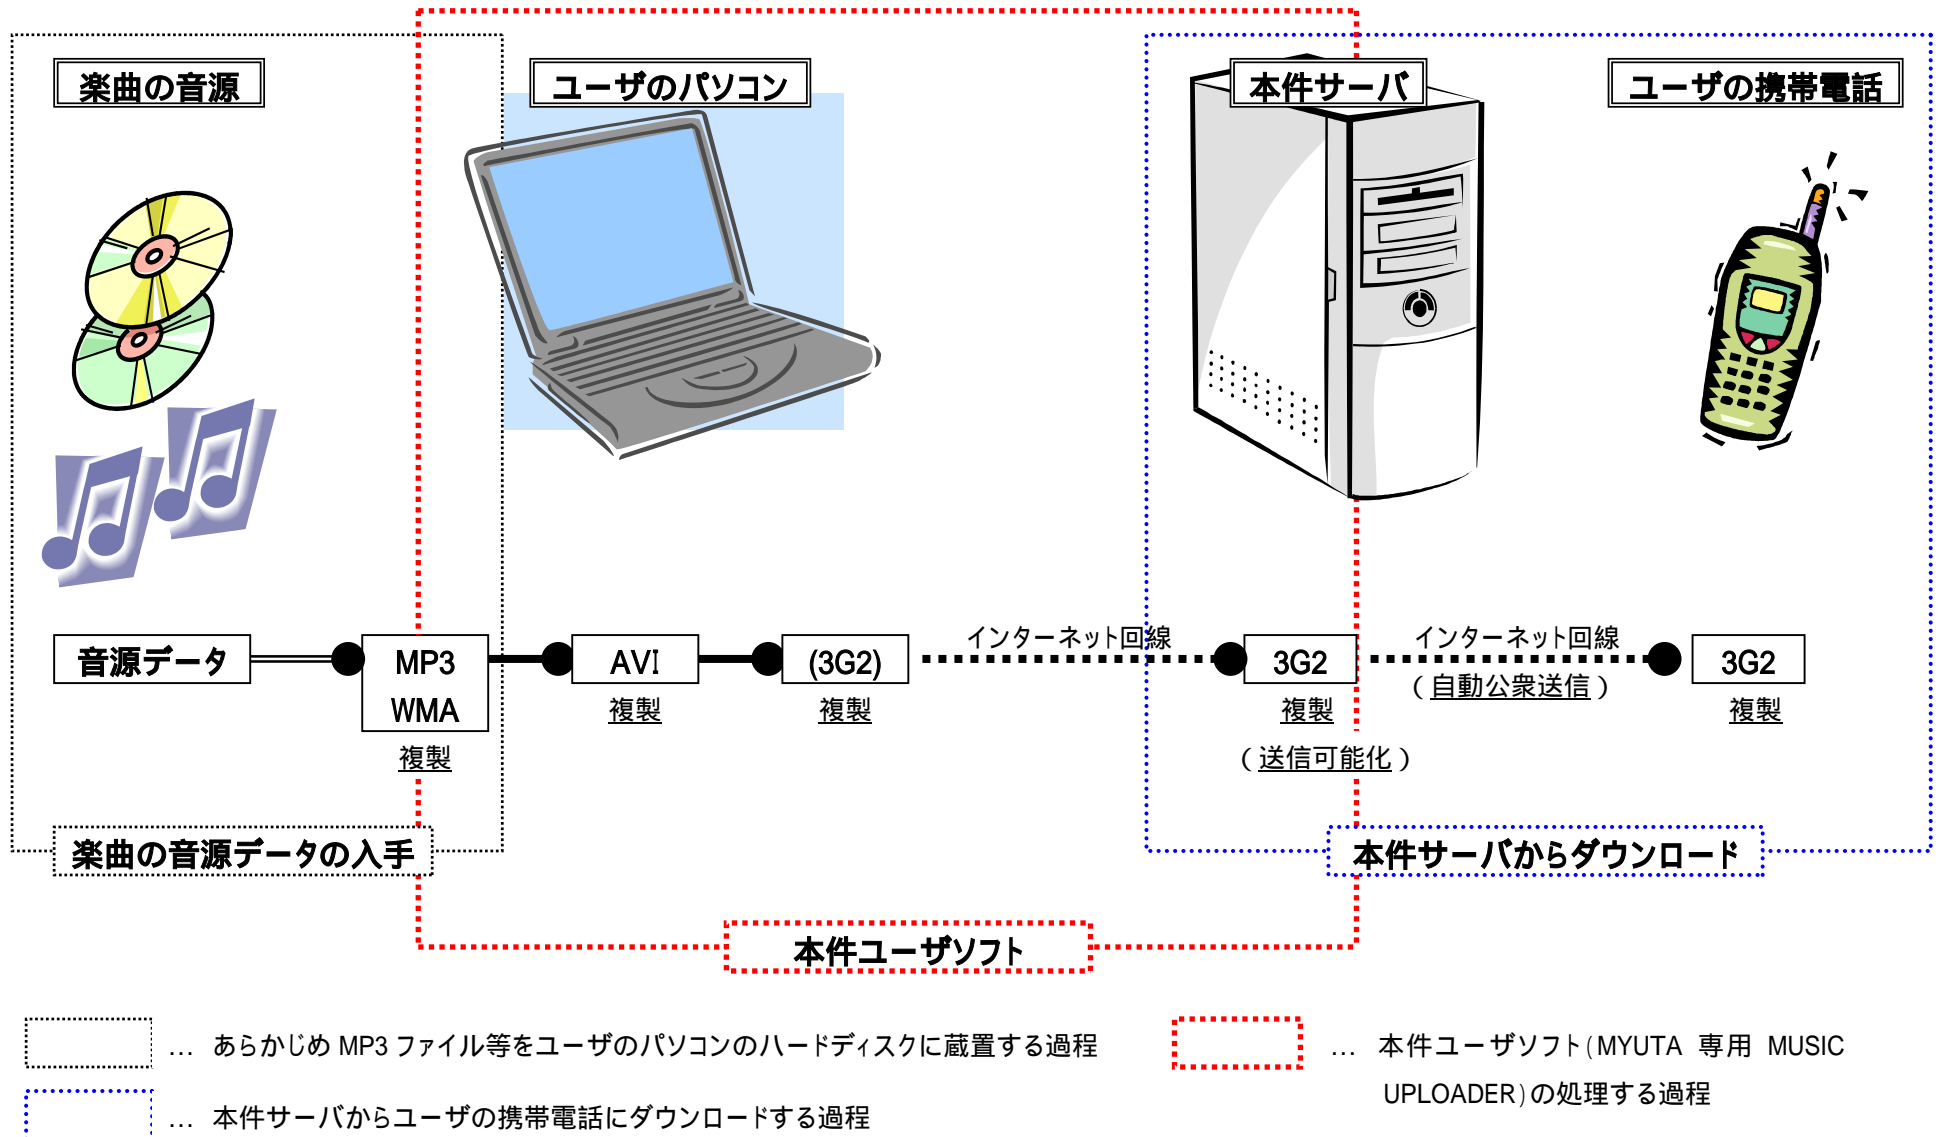 楽曲の音源
ユーザのパソコン
本件サーバ
ユーザの携帯電話
音源データ
MP3
WMA
複製
AVI
複製
(3G2)
複製
インターネット回線
3G2
複製
(送信可能化)
インターネット回線
(自動公衆送信)
3G2
複製
楽曲の音源データの入手
本件サーバからダウンロード
本件ユーザソフト
… あらかじめ MP3 ファイル等をユーザのパソコンのハードディスクに蔵置する過程
… 本件ユーザソフト(MYUTA 専用 MUSIC
UPLOADER)の処理する過程
… 本件サーバからユーザの携帯電話にダウンロードする過程